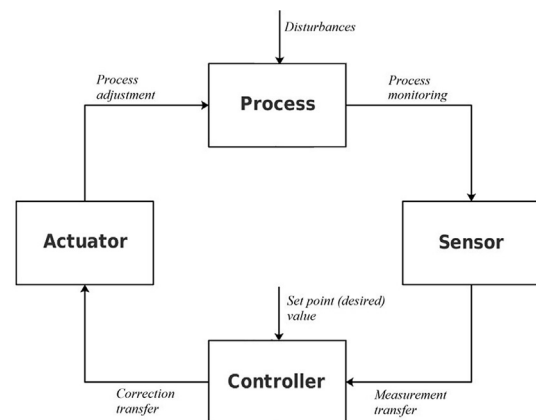 Disturbances
Process
adjustment
Process
Process
monitoring
Actuator
Sensor
Set point (desired)
value
Controller
Correction
transfer
Measurement
transfer